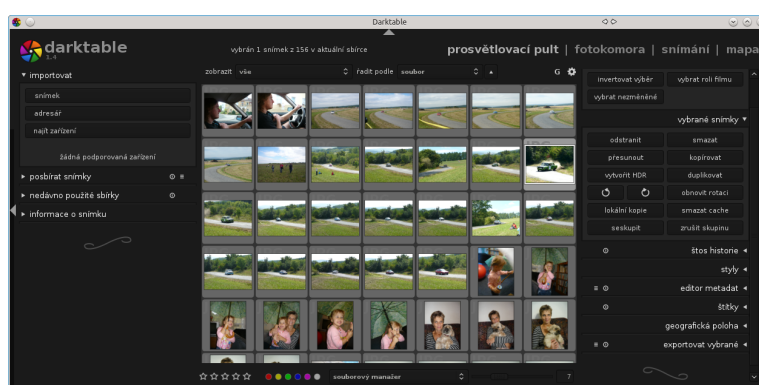 Darktable
darktable
1.4
vybrán 1 snímek z 156 v aktuální sbírce
prosvětlovací pult | fotokomora | snímání | mapa
importovat
snímek
adresář
najít zařízení
žádná podporovaná zařízení
posbírat snímky
nedávno použité sbírky
informace o snímku
zobrazit vše
řadit podle soubor
G
invertovat výběr
vybrat roli filmu
vybrat nezměněné
vybrané snímky
odstranit
smazat
přesunout
kopírovat
vytvořit HDR
duplikovat
obnovit rotaci
lokální kopie
smazat cache
seskupit
zrušit skupinu
štos historie
styly
editor metadat
štítky
geografická poloha
exportovat vybrané
souborový manažer
7